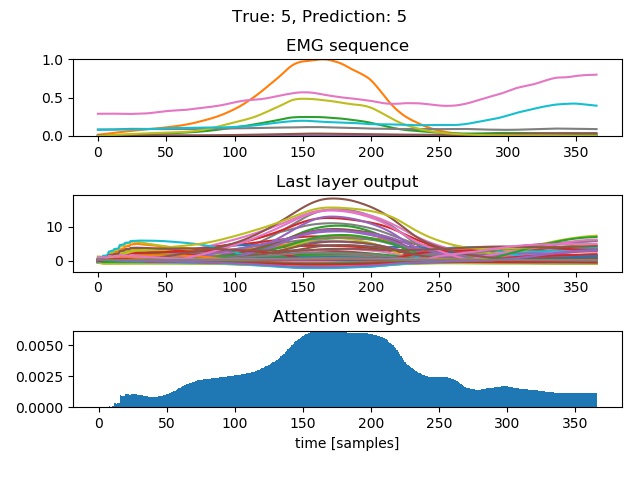 True: 5, Prediction: 5
EMG sequence
1.0
0.5
0.0
0 50 100 150 200 250 300 350
Last layer output
10
0
0 50 100 150 200 250 300 350
Attention weights
0.0050
0.0025
0.0000
0 50 100 150 200 250 300 350
time [samples]